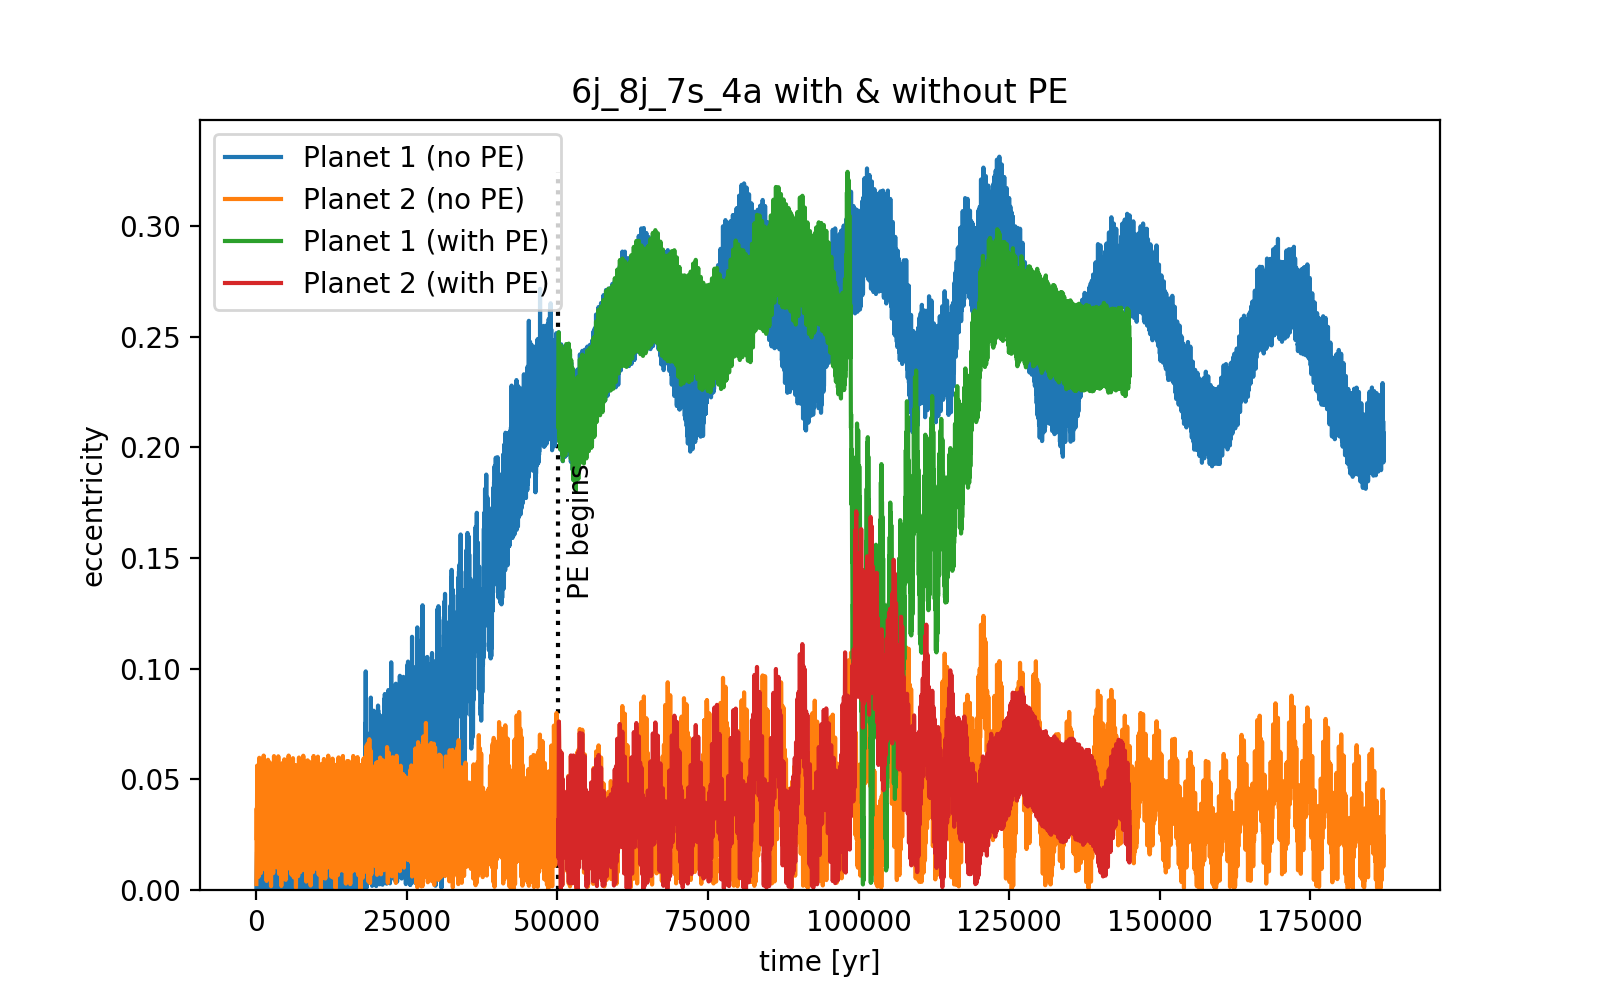 6j_8j_7s_4a with & without PE
Planet 1 (no PE)
Planet 2 (no PE)
Planet 1 (with PE)
Planet 2 (with PE)
PE begins
eccentricity
0.30
0.25
0.20
0.15
0.10
0.05
0.00
0 25000 50000 75000 100000 125000 150000 175000
time [yr]